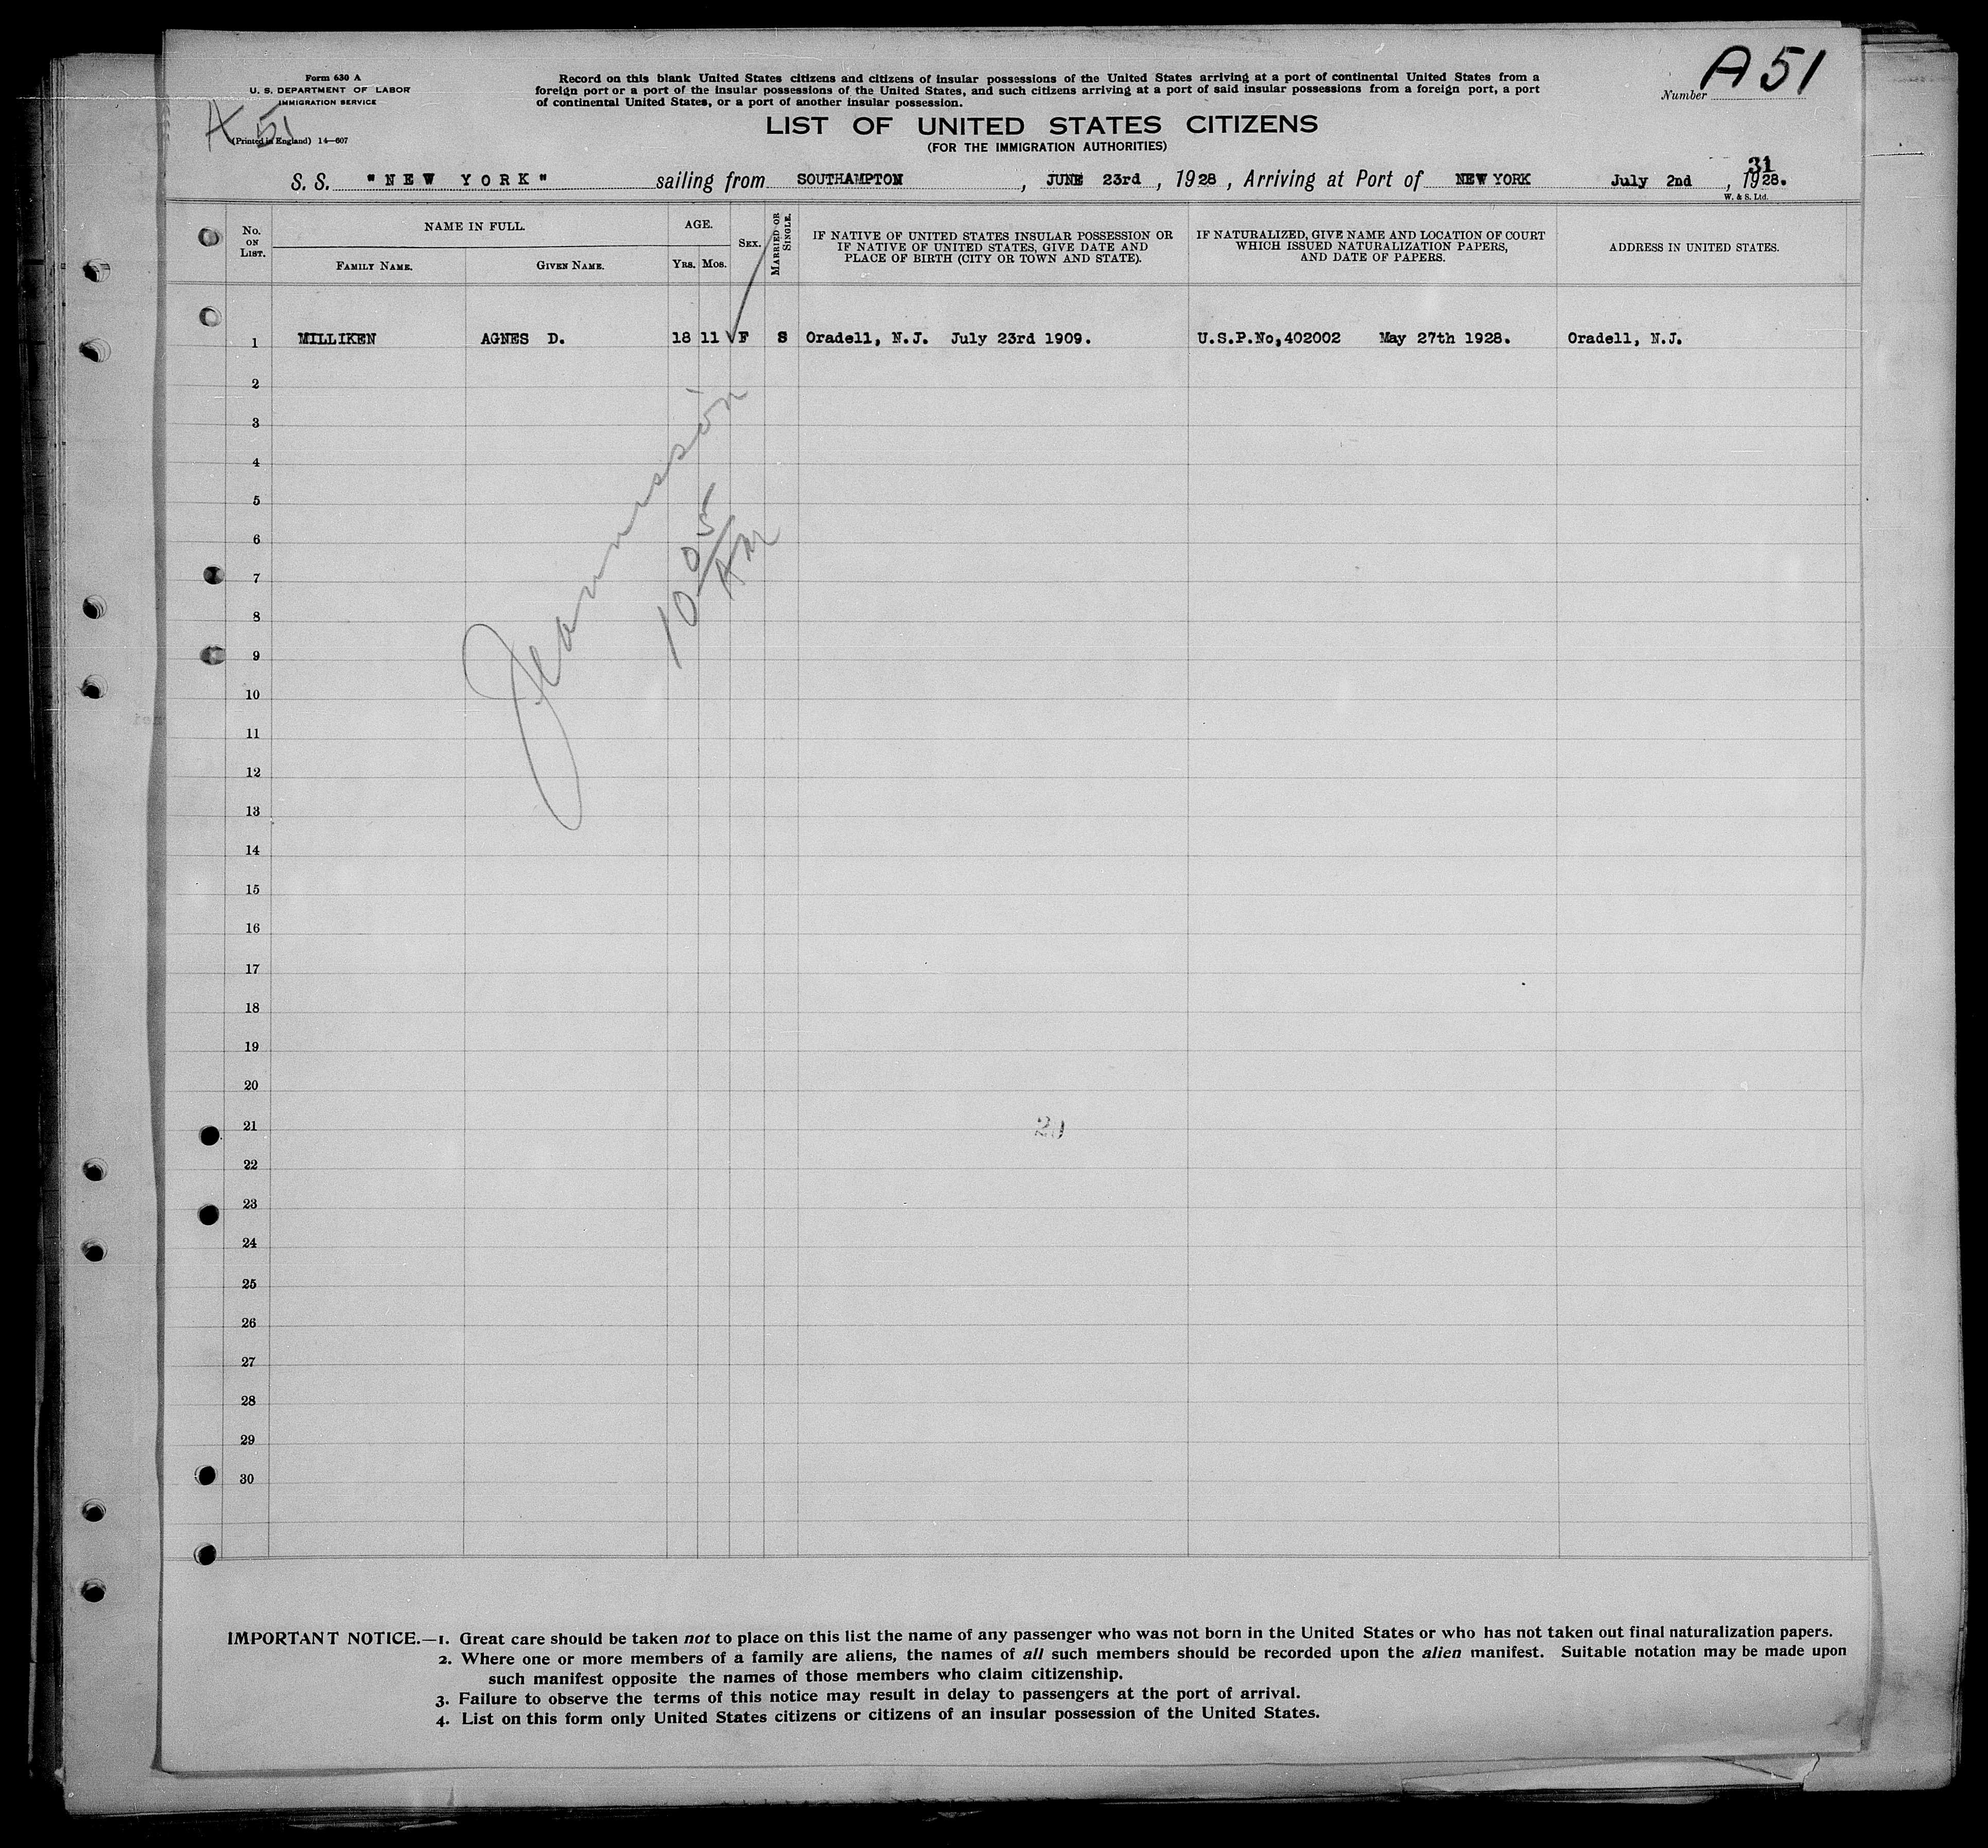 Form 630 A
U. S. DEPARTMENT OF LABOR
IMMIGRATION SERVICE
A 51
(Printed in England) 14—607
Record on this blank United States citizens and citizens of insular possessions of the United States arriving at a port of continental United States from a
foreign port or a port of the insular possessions of the United States, and such citizens arriving at a port of said insular possessions from a foreign port, a port
of continental United States, or a port of another insular possession.
Number A 51
LIST OF UNITED STATES CITIZENS
(FOR THE IMMIGRATION AUTHORITIES)
31
S. S. "NEW YORK" sailing from SOUTHAMPTON, JUNE 23rd, 1928, Arriving at Port of NEW YORK July 2nd, 1928.
W. & S. Ltd.
No. ON LIST. NAME IN FULL. AGE. SEX. MARRIED OR SINGLE. IF NATIVE OF UNITED STATES INSULAR POSSESSION OR IF NATIVE OF UNITED STATES, GIVE DATE AND PLACE OF BIRTH (CITY OR TOWN AND STATE). IF NATURALIZED, GIVE NAME AND LOCATION OF COURT WHICH ISSUED NATURALIZATION PAPERS, AND DATE OF PAPERS. ADDRESS IN UNITED STATES.
FAMILY NAME. GIVEN NAME. YRS. MOS.
1 MILLIKEN AGNES D. 18 11 F S Oradell, N.J. July 23rd 1909. U.S.P.No,402002 May 27th 1928. Oradell, N.J.
2
3
4
5
6
7
8
9
10
11
12
13
14
15
16
17
18
19
20
21
22
23
24
25
26
27
28
29
30
10 05 AM
20
IMPORTANT NOTICE.—1. Great care should be taken not to place on this list the name of any passenger who was not born in the United States or who has not taken out final naturalization papers.
2. Where one or more members of a family are aliens, the names of all such members should be recorded upon the alien manifest. Suitable notation may be made upon
such manifest opposite the names of those members who claim citizenship.
3. Failure to observe the terms of this notice may result in delay to passengers at the port of arrival.
4. List on this form only United States citizens or citizens of an insular possession of the United States.